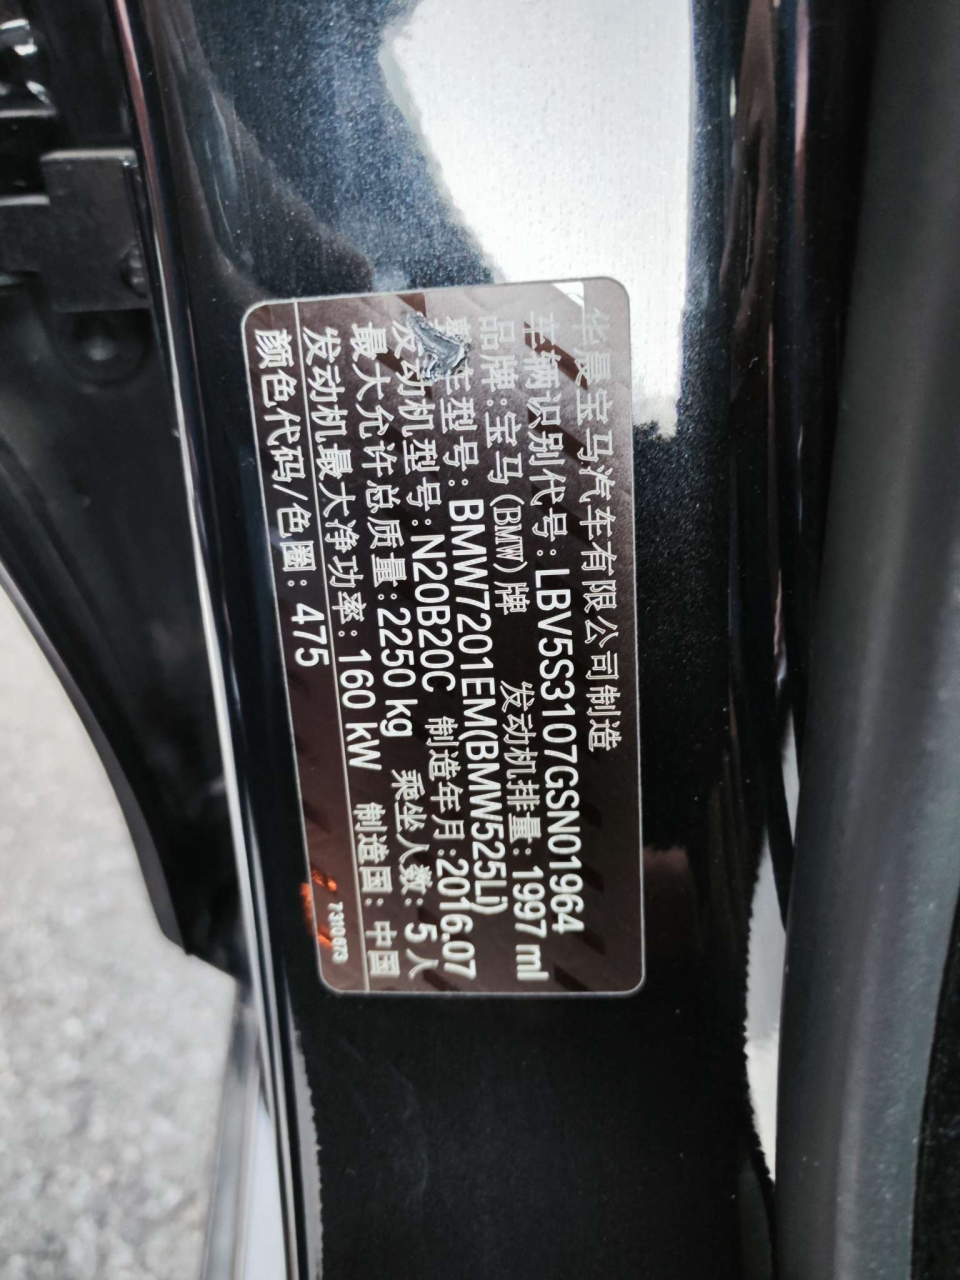 华晨宝马汽车有限公司制造
车辆识别代号：LBV5S3107GSN01964
品牌：宝马(BMW)牌 发动机排量：1997 ml
整车型号：BMW7201EM(BMW525Li)
发动机型号：N20B20C 制造年月：2016.07
最大允许总质量：2250 kg 乘坐人数：5人
发动机最大净功率：160 kW 制造国：中国
颜色代码/色圈：475
7310673